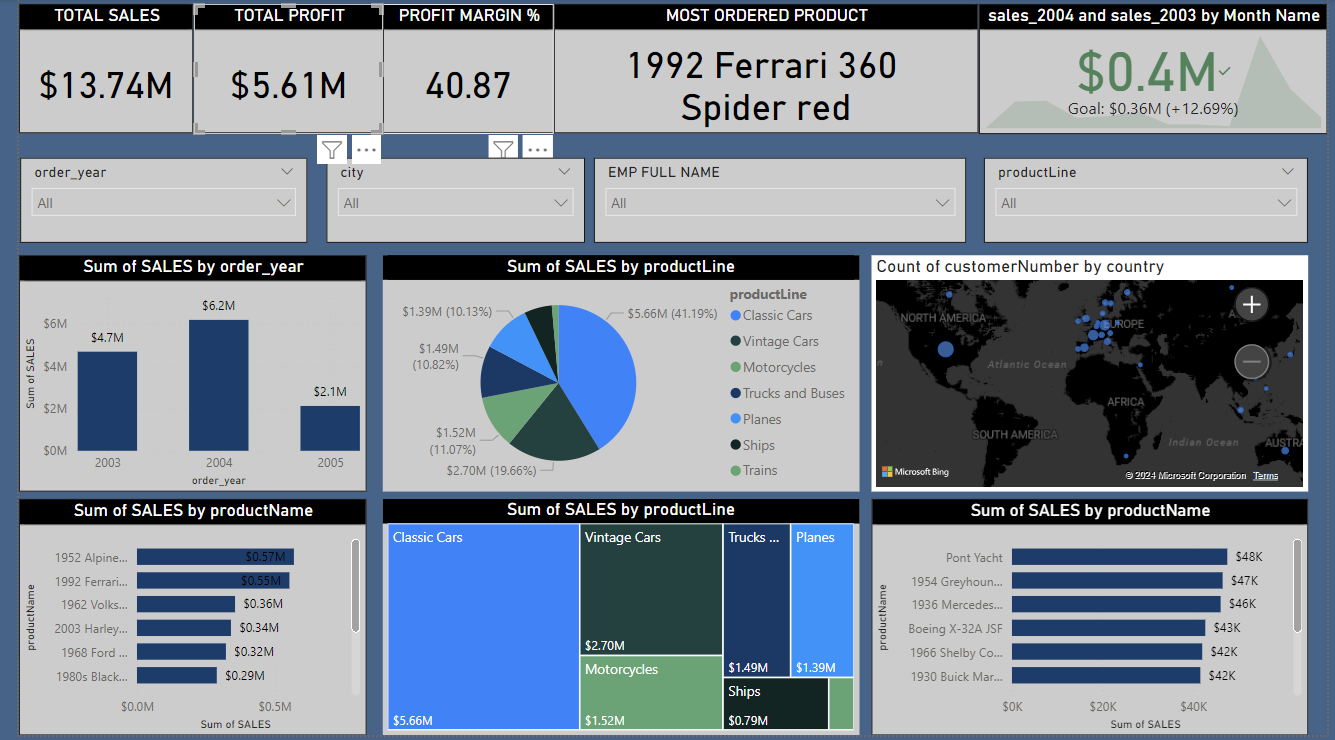 TOTAL SALES
$13.74M
TOTAL PROFIT
$5.61M
PROFIT MARGIN %
40.87
MOST ORDERED PRODUCT
1992 Ferrari 360
Spider red
sales_2004 and sales_2003 by Month Name
$0.4M
Goal: $0.36M (+12.69%)
order_year
All
city
All
EMP FULL NAME
All
productLine
All
Sum of SALES by order_year
Sum of SALES
$6M
$4M
$2M
$0M
$4.7M
$6.2M
$2.1M
2003
2004
2005
order_year
Sum of SALES by productLine
$1.39M (10.13%)
$1.49M
(10.82%)
$1.52M
(11.07%)
$2.70M (19.66%)
$5.66M (41.19%)
productLine
Classic Cars
Vintage Cars
Motorcycles
Trucks and Buses
Planes
Ships
Trains
Count of customerNumber by country
NORTH AMERICA
EUROPE
A
Atlantic Ocean
AFRICA
SOUTH AMERICA
Indian Ocean
AUSTRA
Microsoft Bing
© 2024 Microsoft Corporation Terms
Sum of SALES by productName
productName
1952 Alpine... $0.57M
1992 Ferrari... $0.55M
1962 Volks... $0.36M
2003 Harley... $0.34M
1968 Ford ... $0.32M
1980s Black... $0.29M
$0.0M $0.5M
Sum of SALES
Sum of SALES by productLine
Classic Cars
$5.66M
Vintage Cars
$2.70M
Motorcycles
$1.52M
Trucks ...
$1.49M
Planes
$1.39M
Ships
$0.79M
Sum of SALES by productName
productName
Pont Yacht $48K
1954 Greyhoun... $47K
1936 Mercedes... $46K
Boeing X-32A JSF $43K
1966 Shelby Co... $42K
1930 Buick Mar... $42K
$0K $20K $40K
Sum of SALES